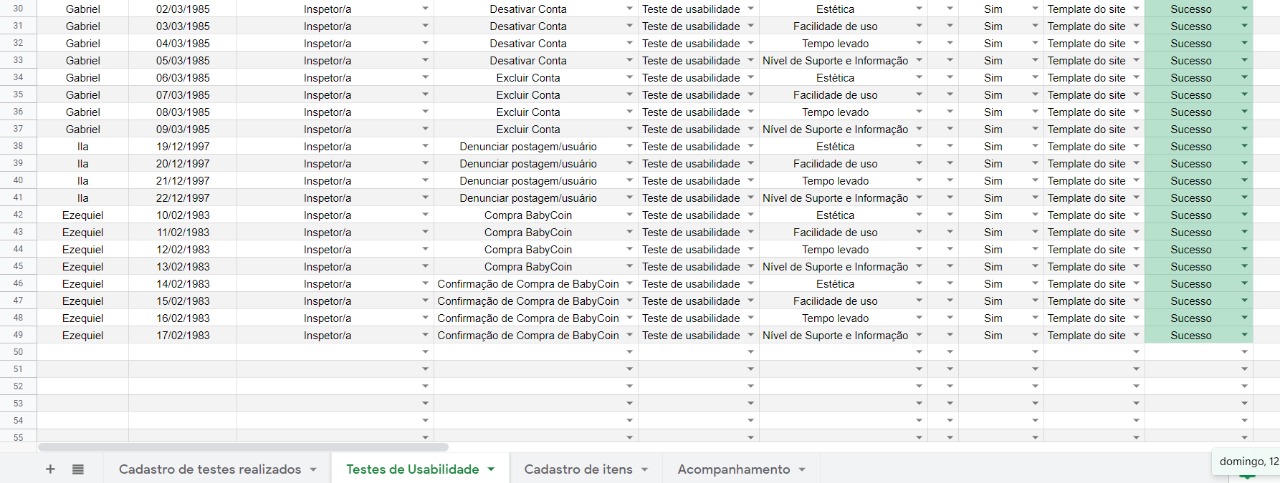 30 Gabriel 02/03/1985 Inspetor/a Desativar Conta Teste de usabilidade Estética Sim Template do site Sucesso
31 Gabriel 03/03/1985 Inspetor/a Desativar Conta Teste de usabilidade Facilidade de uso Sim Template do site Sucesso
32 Gabriel 04/03/1985 Inspetor/a Desativar Conta Teste de usabilidade Tempo levado Sim Template do site Sucesso
33 Gabriel 05/03/1985 Inspetor/a Desativar Conta Teste de usabilidade Nível de Suporte e Informação Sim Template do site Sucesso
34 Gabriel 06/03/1985 Inspetor/a Excluir Conta Teste de usabilidade Estética Sim Template do site Sucesso
35 Gabriel 07/03/1985 Inspetor/a Excluir Conta Teste de usabilidade Facilidade de uso Sim Template do site Sucesso
36 Gabriel 08/03/1985 Inspetor/a Excluir Conta Teste de usabilidade Tempo levado Sim Template do site Sucesso
37 Gabriel 09/03/1985 Inspetor/a Excluir Conta Teste de usabilidade Nível de Suporte e Informação Sim Template do site Sucesso
38 Ila 19/12/1997 Inspetor/a Denunciar postagem/usuário Teste de usabilidade Estética Sim Template do site Sucesso
39 Ila 20/12/1997 Inspetor/a Denunciar postagem/usuário Teste de usabilidade Facilidade de uso Sim Template do site Sucesso
40 Ila 21/12/1997 Inspetor/a Denunciar postagem/usuário Teste de usabilidade Tempo levado Sim Template do site Sucesso
41 Ila 22/12/1997 Inspetor/a Denunciar postagem/usuário Teste de usabilidade Nível de Suporte e Informação Sim Template do site Sucesso
42 Ezequiel 10/02/1983 Inspetor/a Compra BabyCoin Teste de usabilidade Estética Sim Template do site Sucesso
43 Ezequiel 11/02/1983 Inspetor/a Compra BabyCoin Teste de usabilidade Facilidade de uso Sim Template do site Sucesso
44 Ezequiel 12/02/1983 Inspetor/a Compra BabyCoin Teste de usabilidade Tempo levado Sim Template do site Sucesso
45 Ezequiel 13/02/1983 Inspetor/a Compra BabyCoin Teste de usabilidade Nível de Suporte e Informação Sim Template do site Sucesso
46 Ezequiel 14/02/1983 Inspetor/a Confirmação de Compra de BabyCoin Teste de usabilidade Estética Sim Template do site Sucesso
47 Ezequiel 15/02/1983 Inspetor/a Confirmação de Compra de BabyCoin Teste de usabilidade Facilidade de uso Sim Template do site Sucesso
48 Ezequiel 16/02/1983 Inspetor/a Confirmação de Compra de BabyCoin Teste de usabilidade Tempo levado Sim Template do site Sucesso
49 Ezequiel 17/02/1983 Inspetor/a Confirmação de Compra de BabyCoin Teste de usabilidade Nível de Suporte e Informação Sim Template do site Sucesso
50
51
52
53
54
55
domingo, 12
Cadastro de testes realizados Testes de Usabilidade Cadastro de itens Acompanhamento